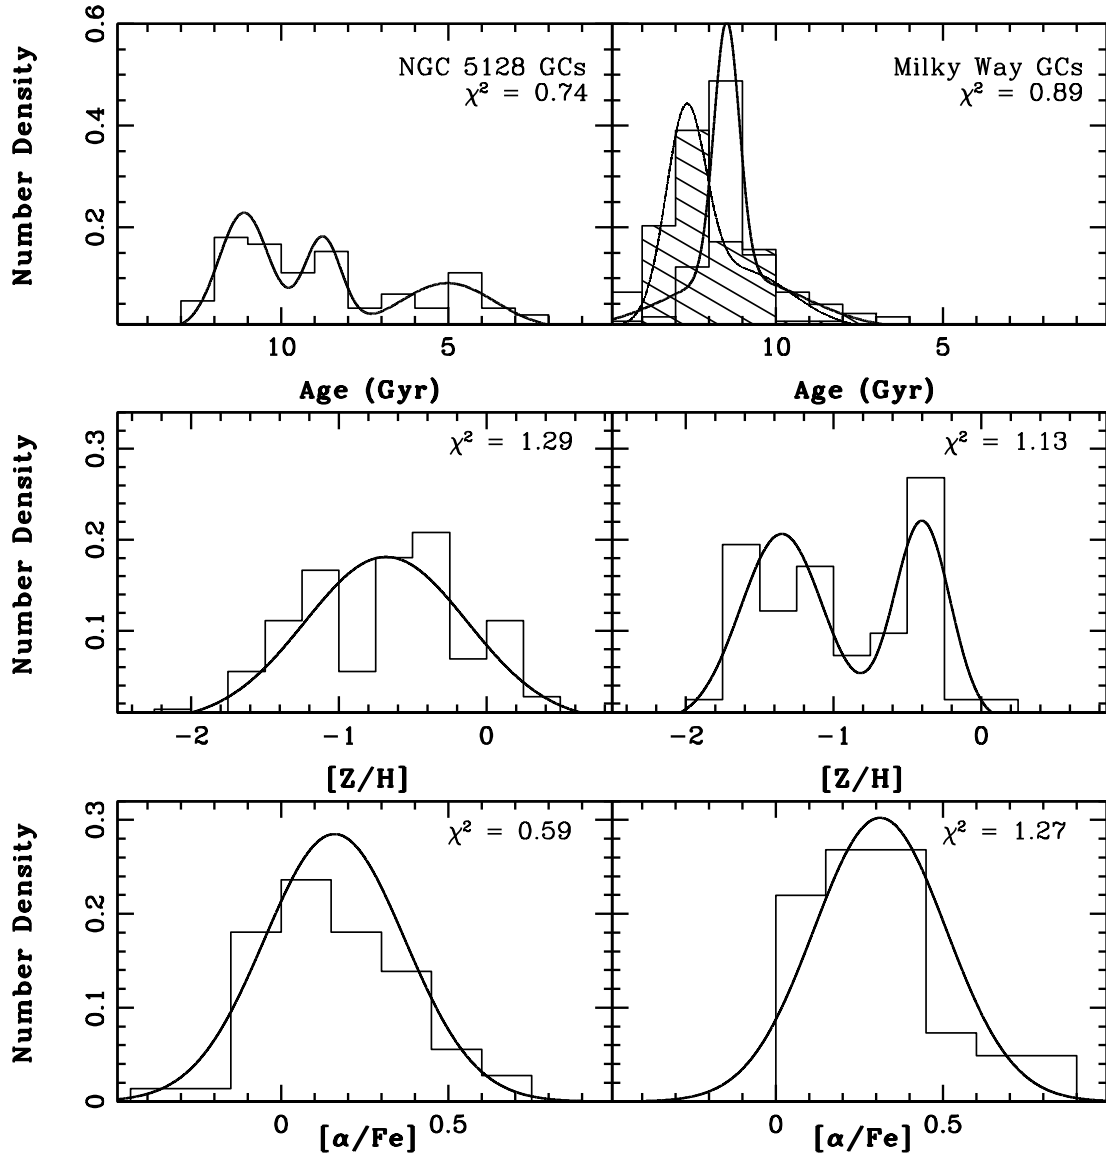 0.6
0.4
0.2
Number Density
NGC 5128 GCs
χ² = 0.74
Milky Way GCs
χ² = 0.89
10 5 10 5
Age (Gyr) Age (Gyr)
0.3
0.2
0.1
Number Density
χ² = 1.29
χ² = 1.13
-2 -1 0 -2 -1 0
[Z/H] [Z/H]
0.3
0.2
0.1
0
Number Density
χ² = 0.59
χ² = 1.27
0 0.5 0 0.5
[α/Fe] [α/Fe]